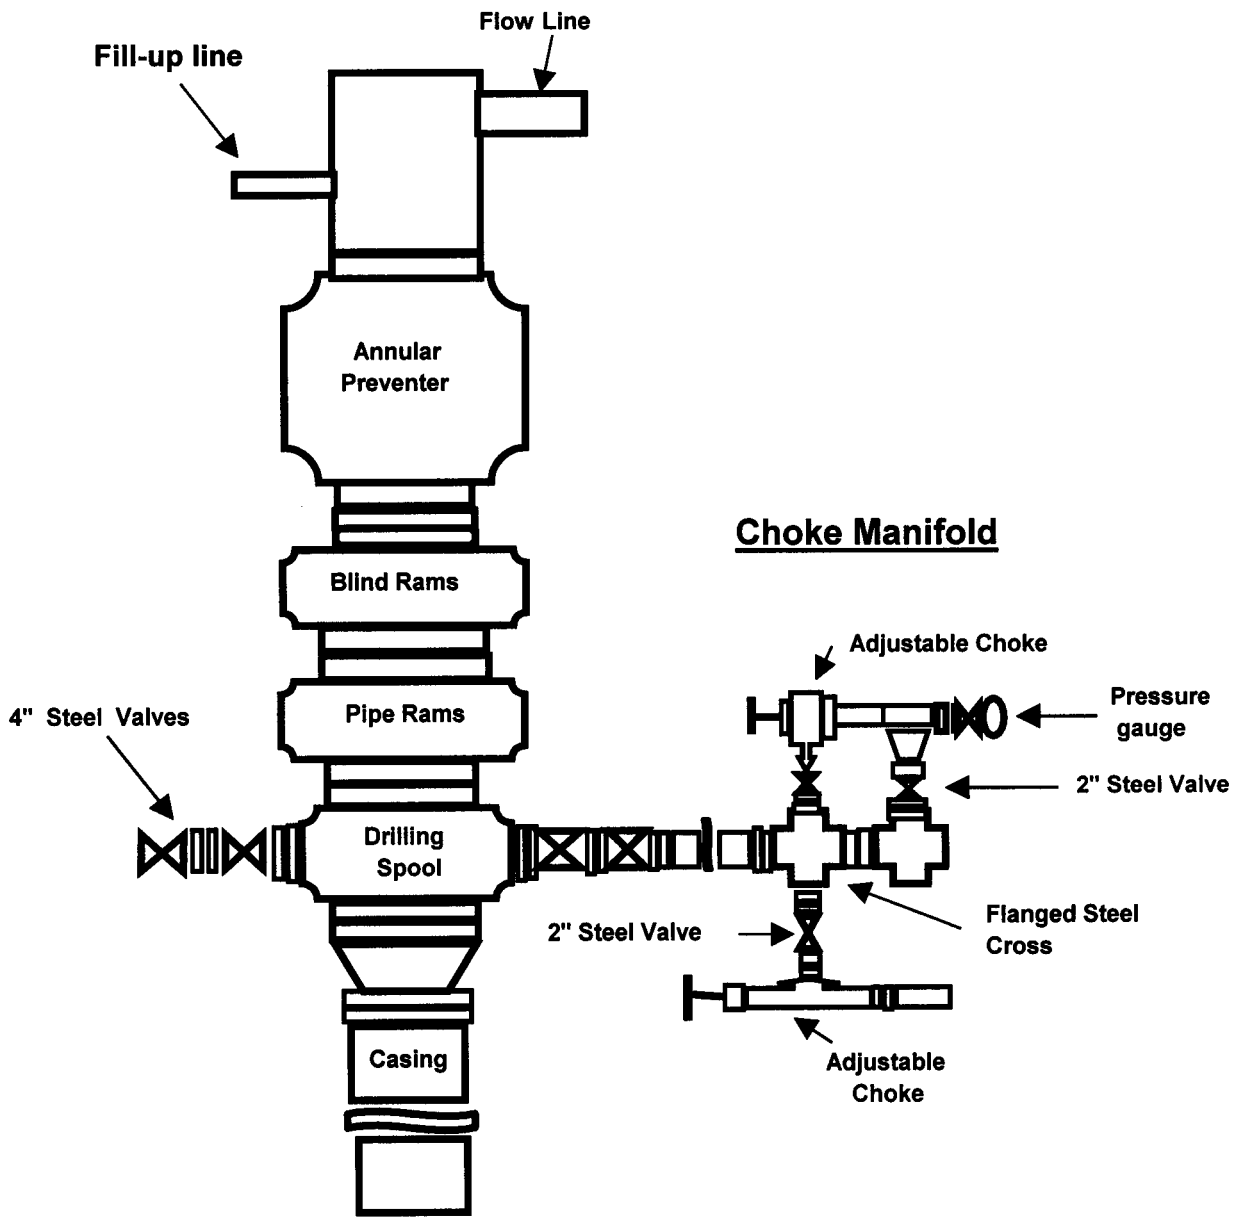 Flow Line
Fill-up line
Annular
Preventer
Choke Manifold
Blind Rams
Adjustable Choke
4" Steel Valves
Pipe Rams
Pressure
gauge
2" Steel Valve
Drilling
Spool
2" Steel Valve
Flanged Steel
Cross
Casing
Adjustable
Choke